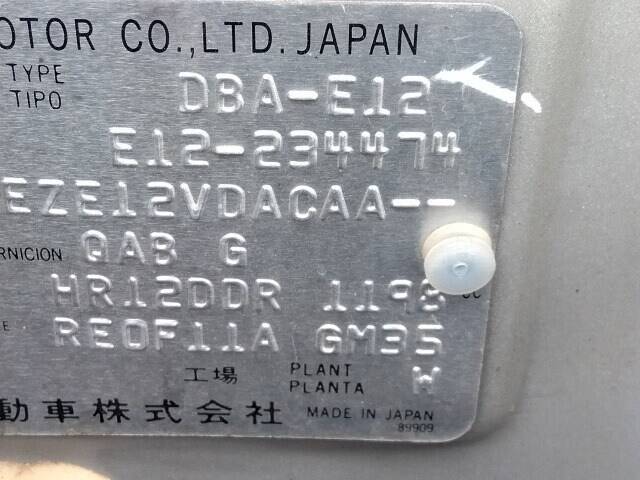 OTOR CO.,LTD. JAPAN
TYPE
TIPO DBA-E12
E12-234474
EZE12VDACAA--
RNICION QAB G
HR12DDR 1198 cc
E RE0F11A GM35
工場 PLANT
PLANTA W
動車株式会社 MADE IN JAPAN
89909